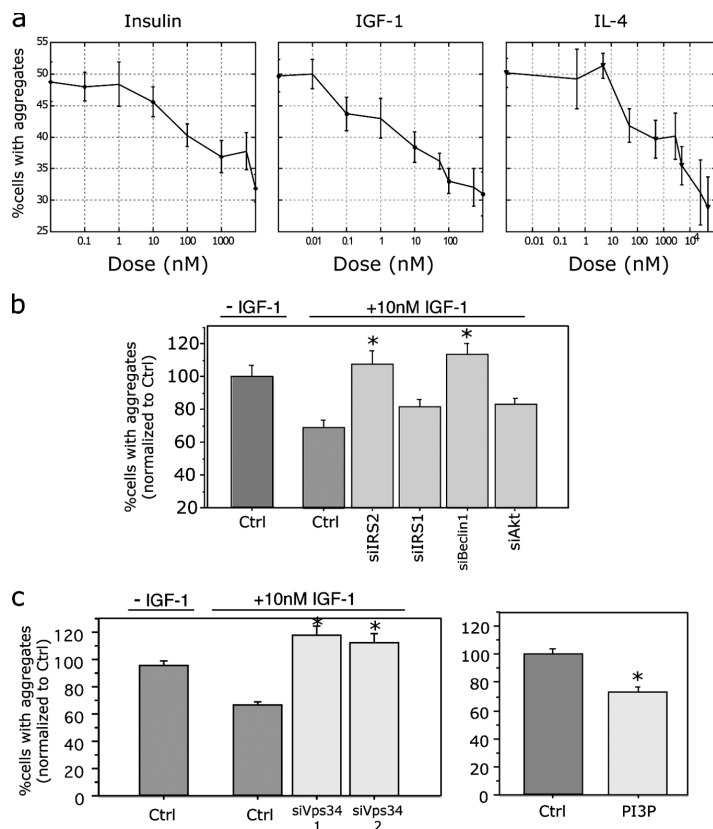 a
Insulin
IGF-1
IL-4
%cells with aggregates
55
50
45
40
35
30
25
0.1 1 10 100 1000
0.01 0.1 1 10 100
0.01 0.1 1 10 100 1000 10⁴
Dose (nM)
Dose (nM)
Dose (nM)
b
- IGF-1
+10nM IGF-1
%cells with aggregates
(normalized to Ctrl)
120
100
80
60
40
20
*
*
Ctrl
Ctrl
siIRS2
siIRS1
siBeclin1
siAkt
c
- IGF-1
+10nM IGF-1
%cells with aggregates
(normalized to Ctrl)
120
100
80
60
40
20
0
*
*
Ctrl
Ctrl
siVps34
1
siVps34
2
120
100
80
60
40
20
0
*
Ctrl
PI3P